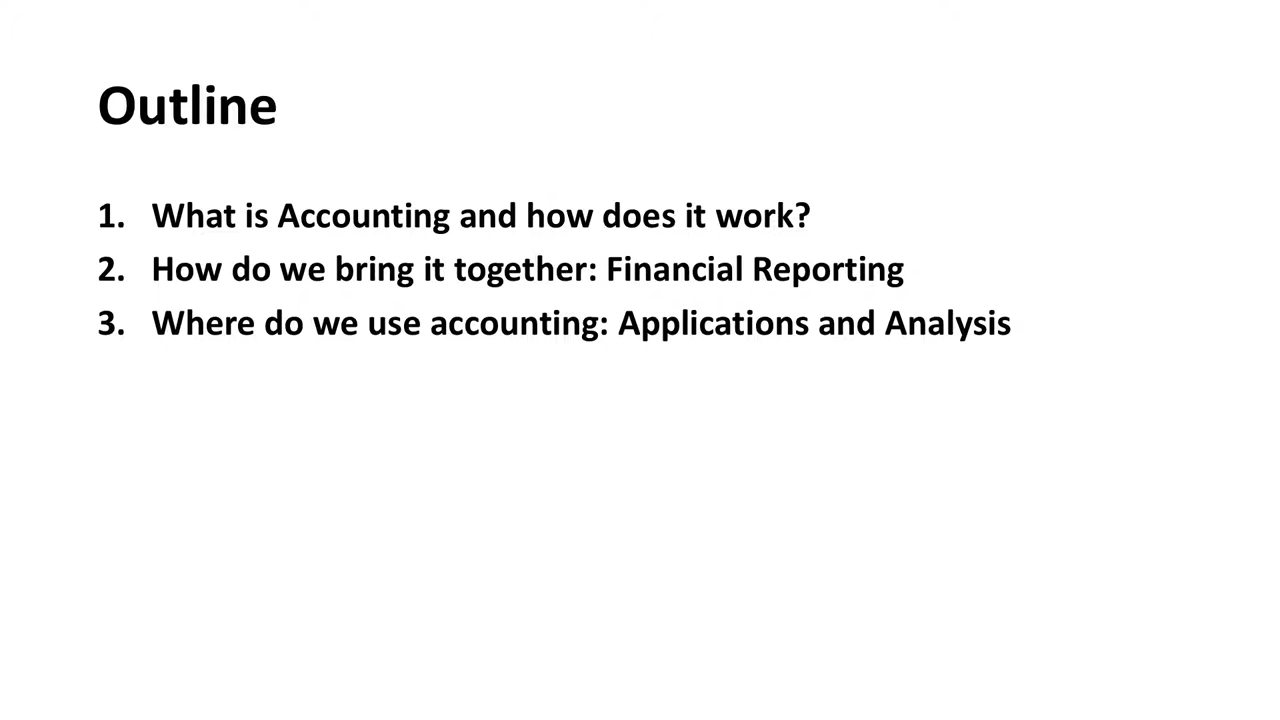 Outline
1. What is Accounting and how does it work?
2. How do we bring it together: Financial Reporting
3. Where do we use accounting: Applications and Analysis